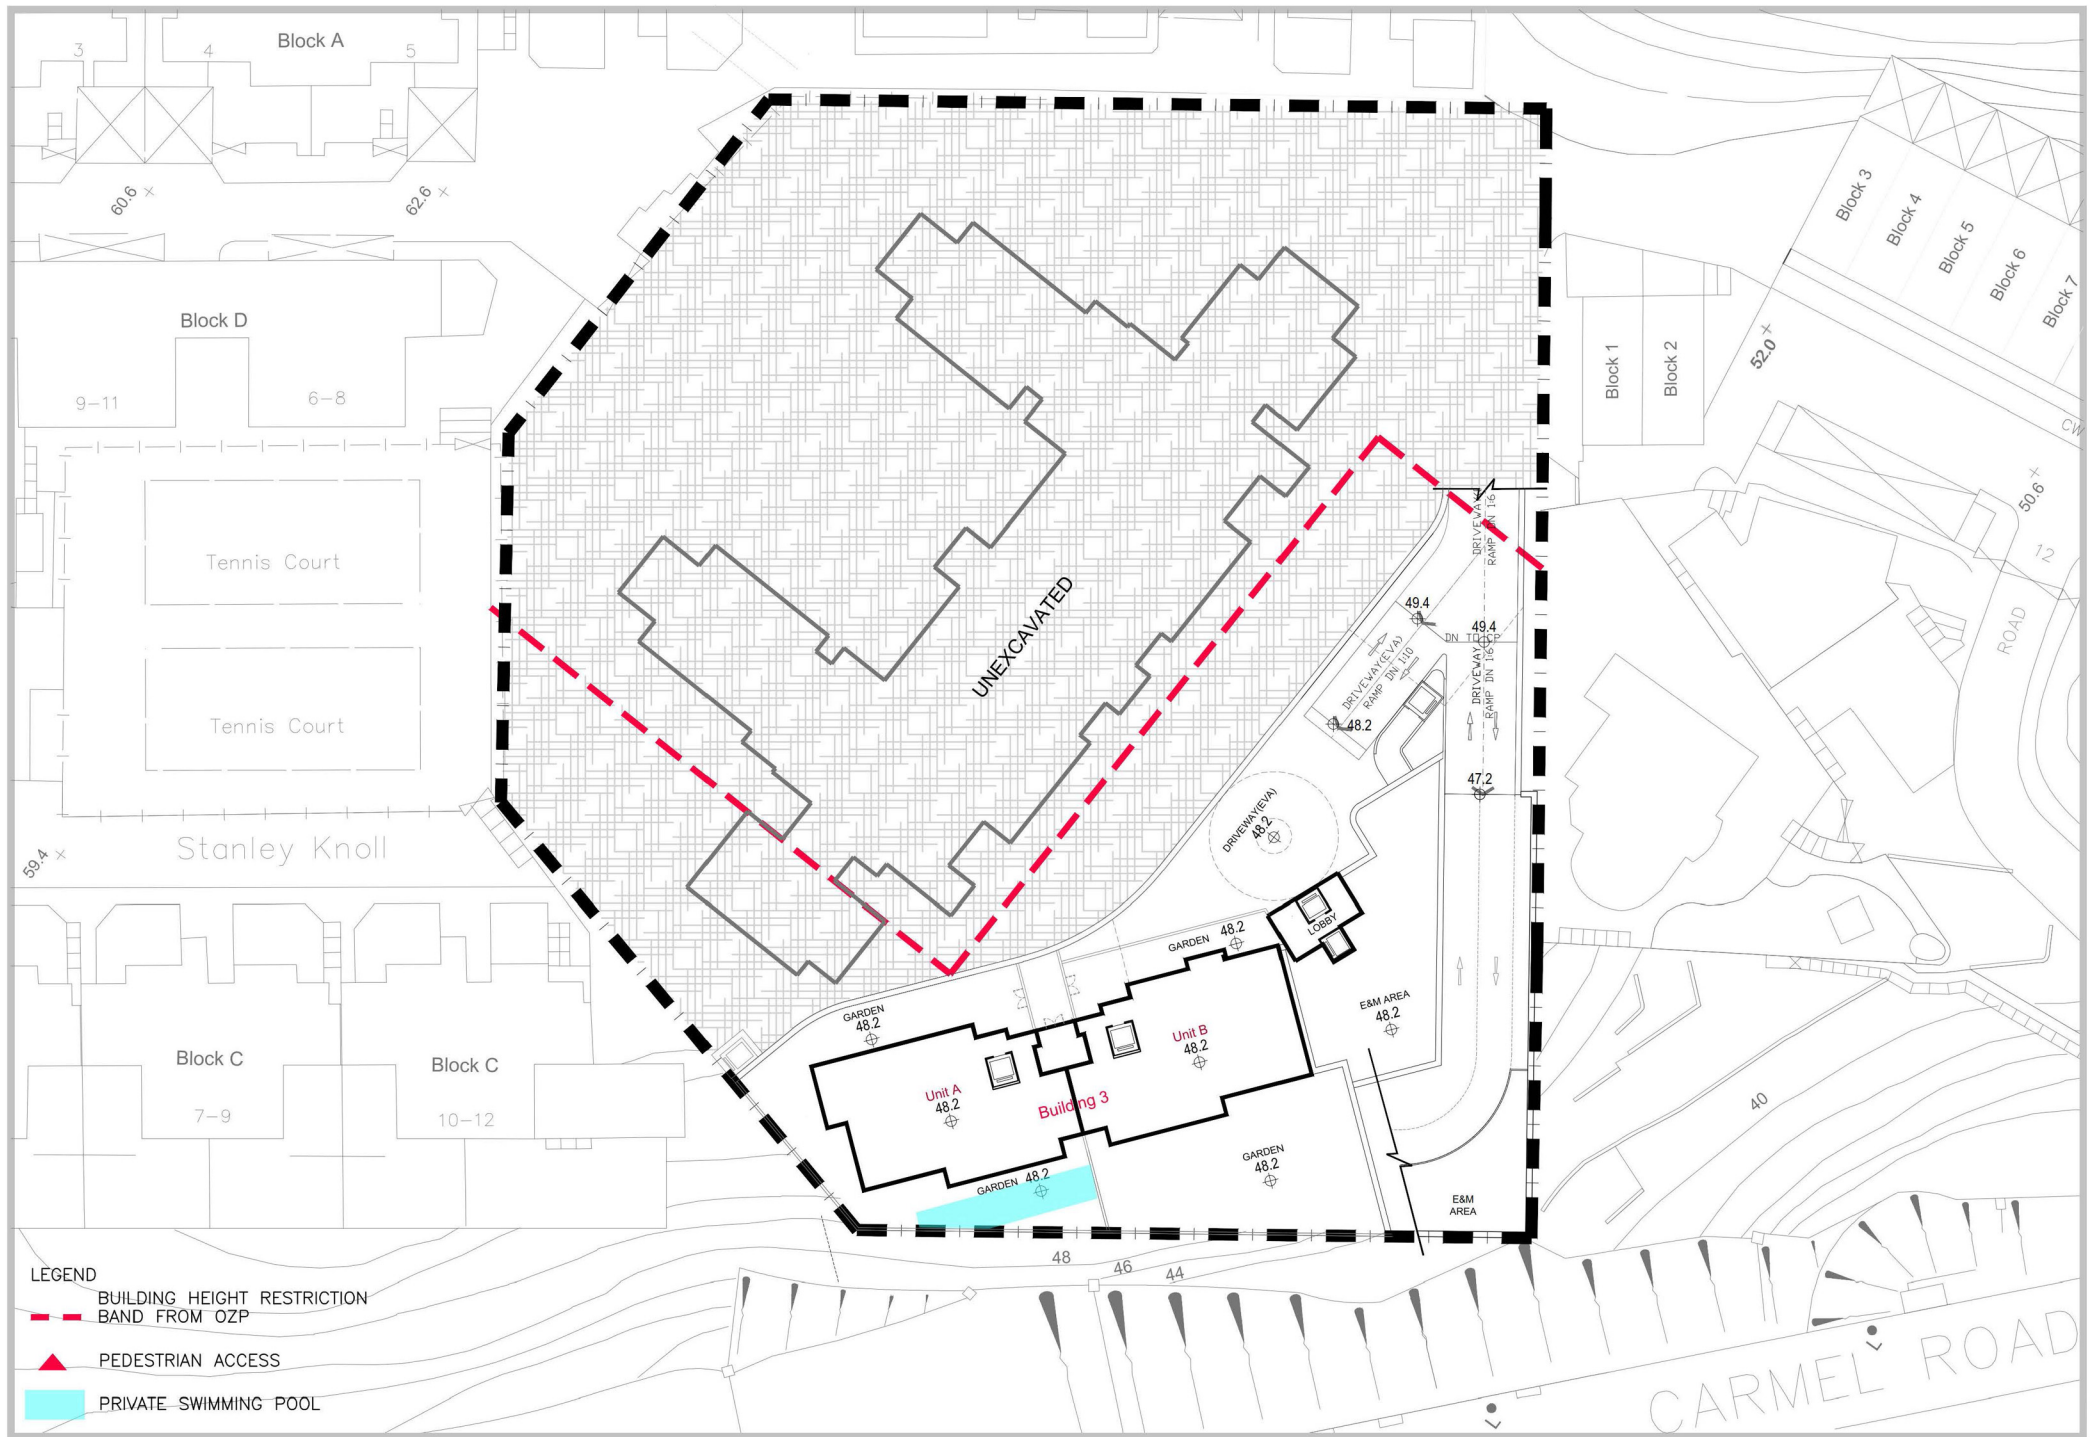 Block A
3
4
5
60.6
62.6
Block D
9-11
6-8
Tennis Court
Tennis Court
Stanley Knoll
59.4
Block C
7-9
Block C
10-12
Block 3
Block 4
Block 5
Block 6
Block 7
Block 1
Block 2
52.0
CW
50.6
12
ROAD
UNEXCAVATED
DRIVEWAY
RAMP DN 1:6
49.4
49.4
DN TO CP
DRIVEWAY(EVA)
RAMP DN 1:10
DRIVEWAY
RAMP DN 1:6
48.2
47.2
DRIVEWAY(EVA)
48.2
LOBBY
GARDEN
48.2
GARDEN
48.2
E&M AREA
48.2
Unit B
48.2
Unit A
48.2
Building 3
GARDEN
48.2
GARDEN
48.2
E&M
AREA
40
48
46
44
CARMEL ROAD
L
L
LEGEND
BUILDING HEIGHT RESTRICTION
BAND FROM OZP
PEDESTRIAN ACCESS
PRIVATE SWIMMING POOL